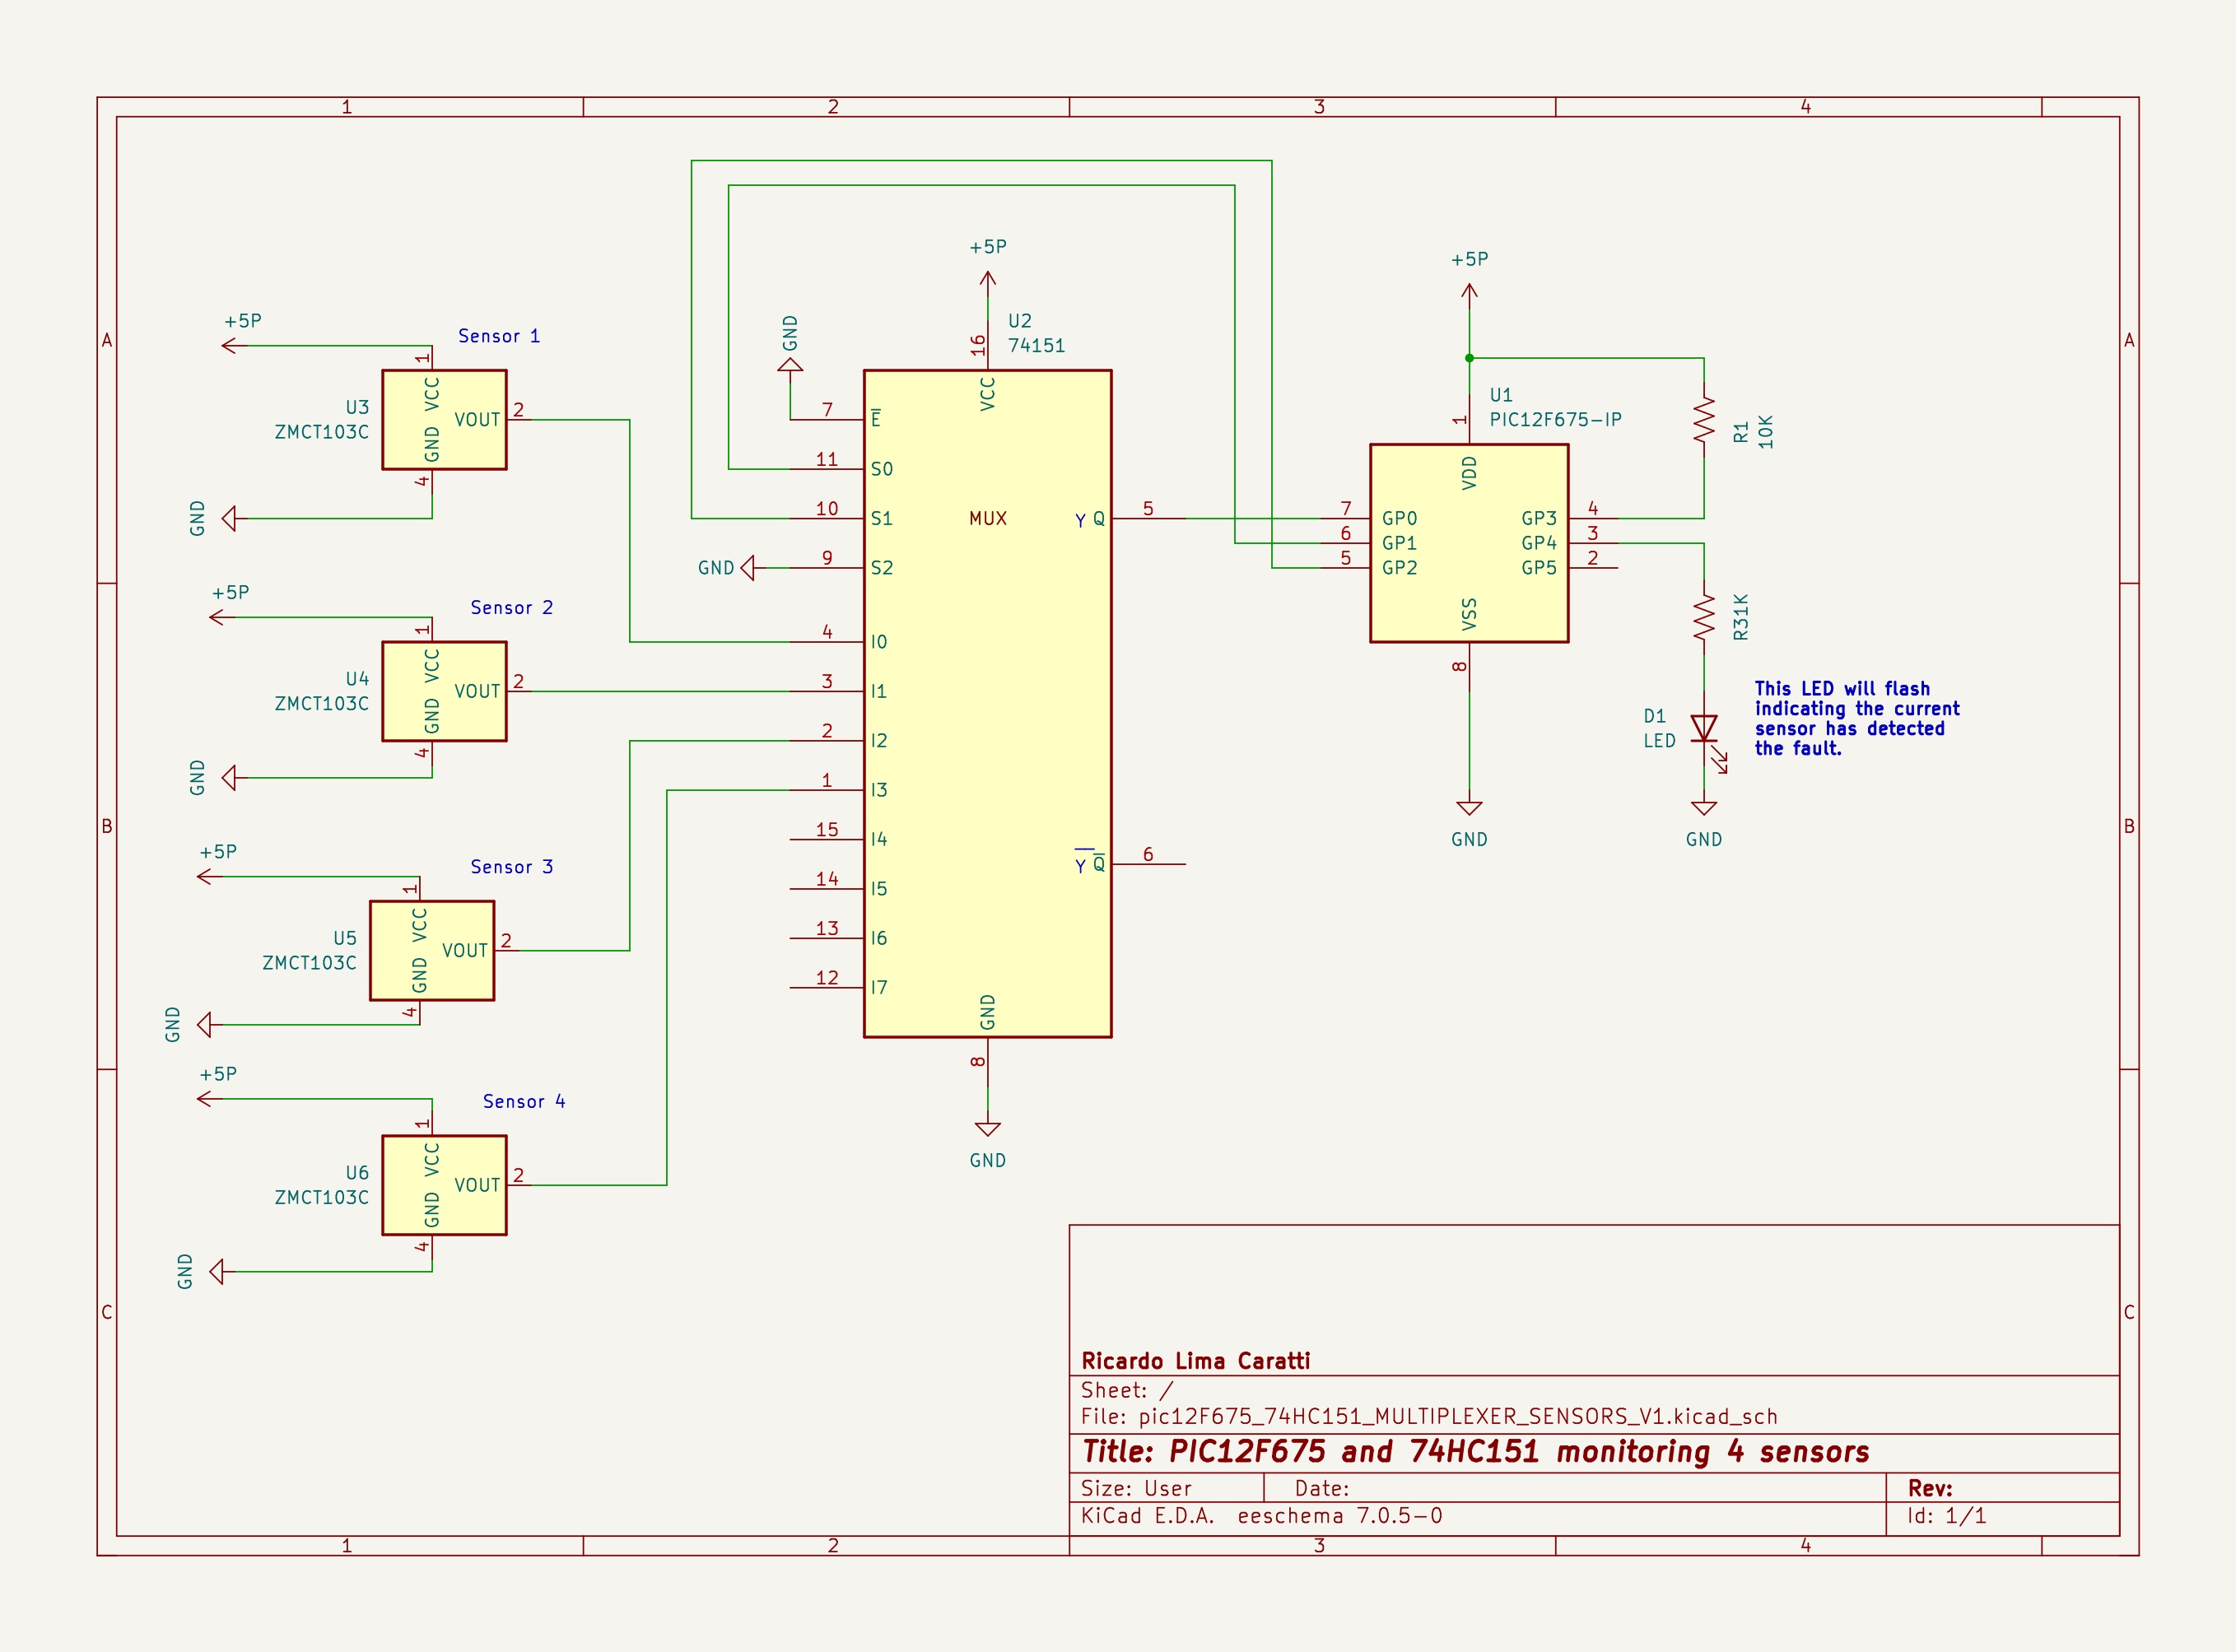 1 2 3 4
A A
B B
C C
1 2 3 4
+5P
Sensor 1
U3
ZMCT103C
1
VCC
GND
VOUT
2
4
GND
+5P
Sensor 2
U4
ZMCT103C
1
VCC
GND
VOUT
2
4
GND
+5P
Sensor 3
U5
ZMCT103C
1
VCC
GND
VOUT
2
4
GND
+5P
Sensor 4
U6
ZMCT103C
1
VCC
GND
VOUT
2
4
GND
+5P
U2
74151
16
VCC
GND
7 E̅
11 S0
10 S1
GND 9 S2
4 I0
3 I1
2 I2
1 I3
15 I4
14 I5
13 I6
12 I7
MUX
Y Q 5
Y̅ Q̅ 6
GND
8
GND
+5P
U1
PIC12F675-IP
1
VDD
7 GP0
6 GP1
5 GP2
GP3 4
GP4 3
GP5 2
VSS
8
GND
R1
10K
R31K
D1
LED
GND
This LED will flash
indicating the current
sensor has detected
the fault.
Ricardo Lima Caratti
Sheet: /
File: pic12F675_74HC151_MULTIPLEXER_SENSORS_V1.kicad_sch
Title: PIC12F675 and 74HC151 monitoring 4 sensors
Size: User Date: Rev:
KiCad E.D.A. eeschema 7.0.5-0 Id: 1/1